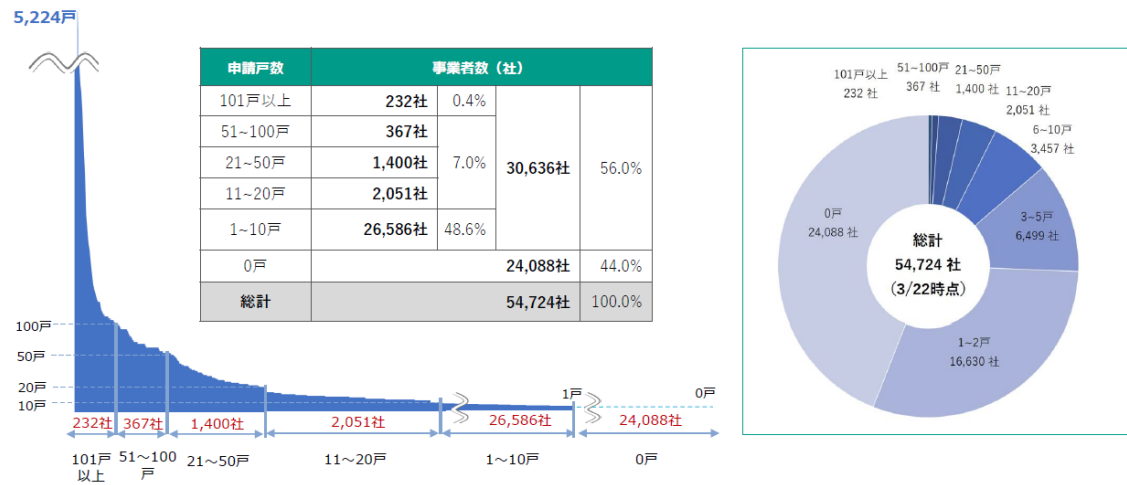 5,224戸
申請戸数 事業者数（社）
101戸以上 232社 0.4%
51~100戸 367社
21~50戸 1,400社 7.0% 30,636社 56.0%
11~20戸 2,051社
1~10戸 26,586社 48.6%
0戸 24,088社 44.0%
総計 54,724社 100.0%
100戸
50戸
20戸
10戸
1戸
0戸
232社 367社 1,400社 2,051社 26,586社 24,088社
101戸
以上
51～100
戸
21～50戸
11～20戸
1～10戸
0戸
101戸以上
232 社
51~100戸
367 社
21~50戸
1,400 社
11~20戸
2,051 社
6~10戸
3,457 社
3~5戸
6,499 社
1~2戸
16,630 社
0戸
24,088 社
総計
54,724 社
（3/22時点）